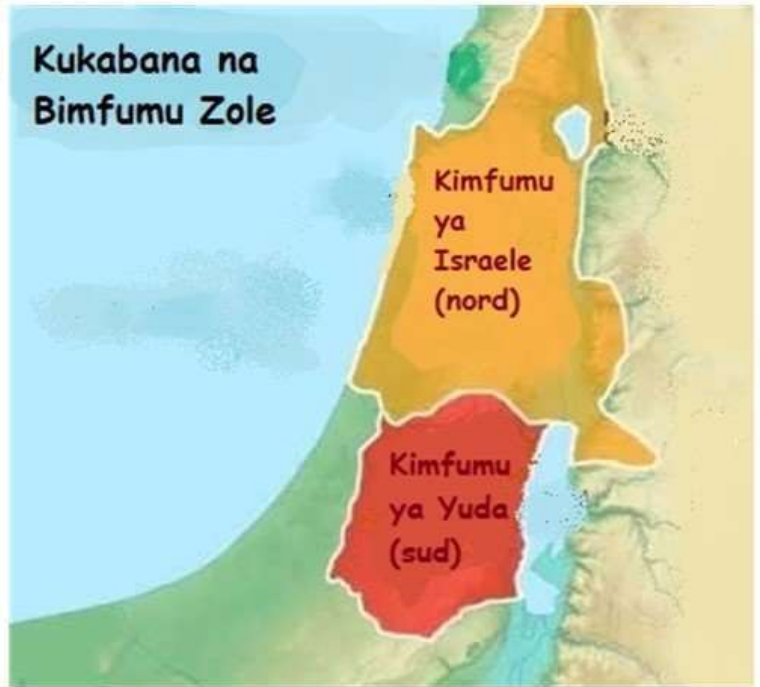 Kukabana na
Bimfumu Zole
Kimfumu
ya
Israele
(nord)
Kimfumu
ya Yuda
(sud)